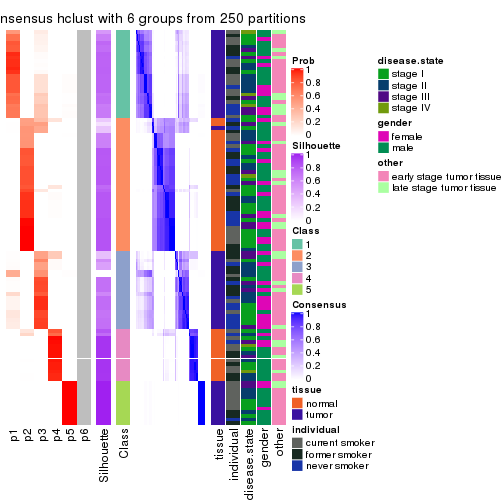 nsensus hclust with 6 groups from 250 partitions
Prob
1
0.8
0.6
0.4
0.2
0
Silhouette
1
0.8
0.6
0.4
0.2
0
Class
1
2
3
4
5
Consensus
1
0.8
0.6
0.4
0.2
0
tissue
normal
tumor
individual
current smoker
former smoker
never smoker
disease.state
stage I
stage II
stage III
stage IV
gender
female
male
other
early stage tumor tissue
late stage tumor tissue
p1
p2
p3
p4
p5
p6
Silhouette
Class
tissue
individual
disease.state
gender
other